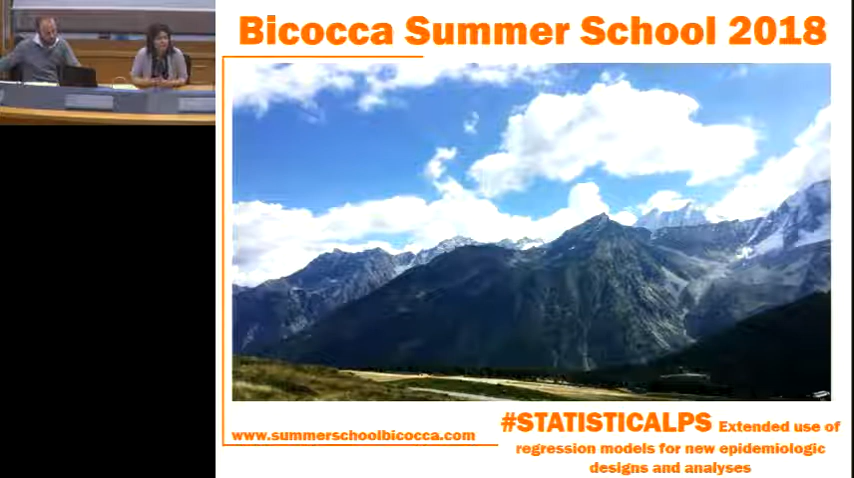 Bicocca Summer School 2018
www.summerschoolbicocca.com
#STATISTICALPS Extended use of
regression models for new epidemiologic
designs and analyses